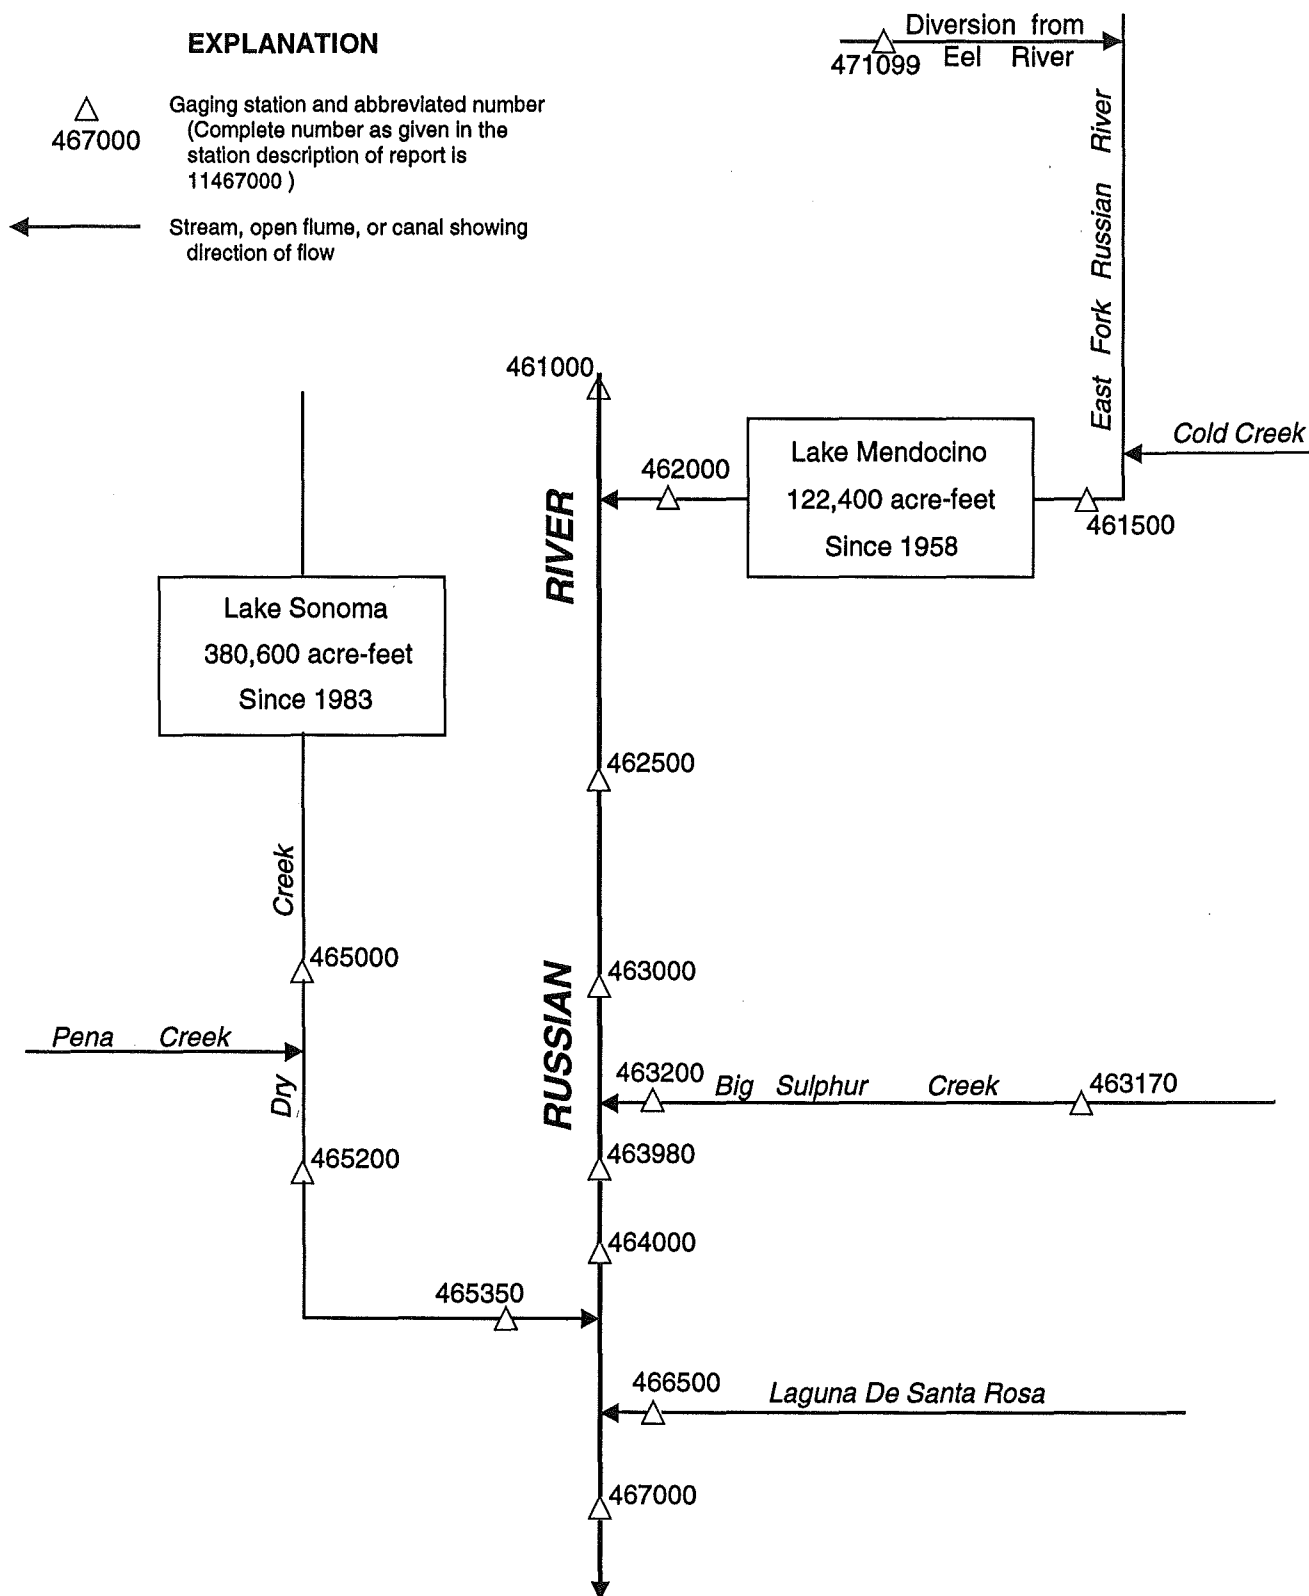 EXPLANATION
467000
Gaging station and abbreviated number
(Complete number as given in the
station description of report is
11467000 )
Stream, open flume, or canal showing
direction of flow
Diversion from
Eel River
471099
East Fork Russian River
Cold Creek
461000
462000
Lake Mendocino
122,400 acre-feet
Since 1958
461500
Lake Sonoma
380,600 acre-feet
Since 1983
RUSSIAN RIVER
462500
Dry Creek
465000
463000
Pena Creek
463200
Big Sulphur Creek
463170
465200
463980
464000
465350
466500
Laguna De Santa Rosa
467000